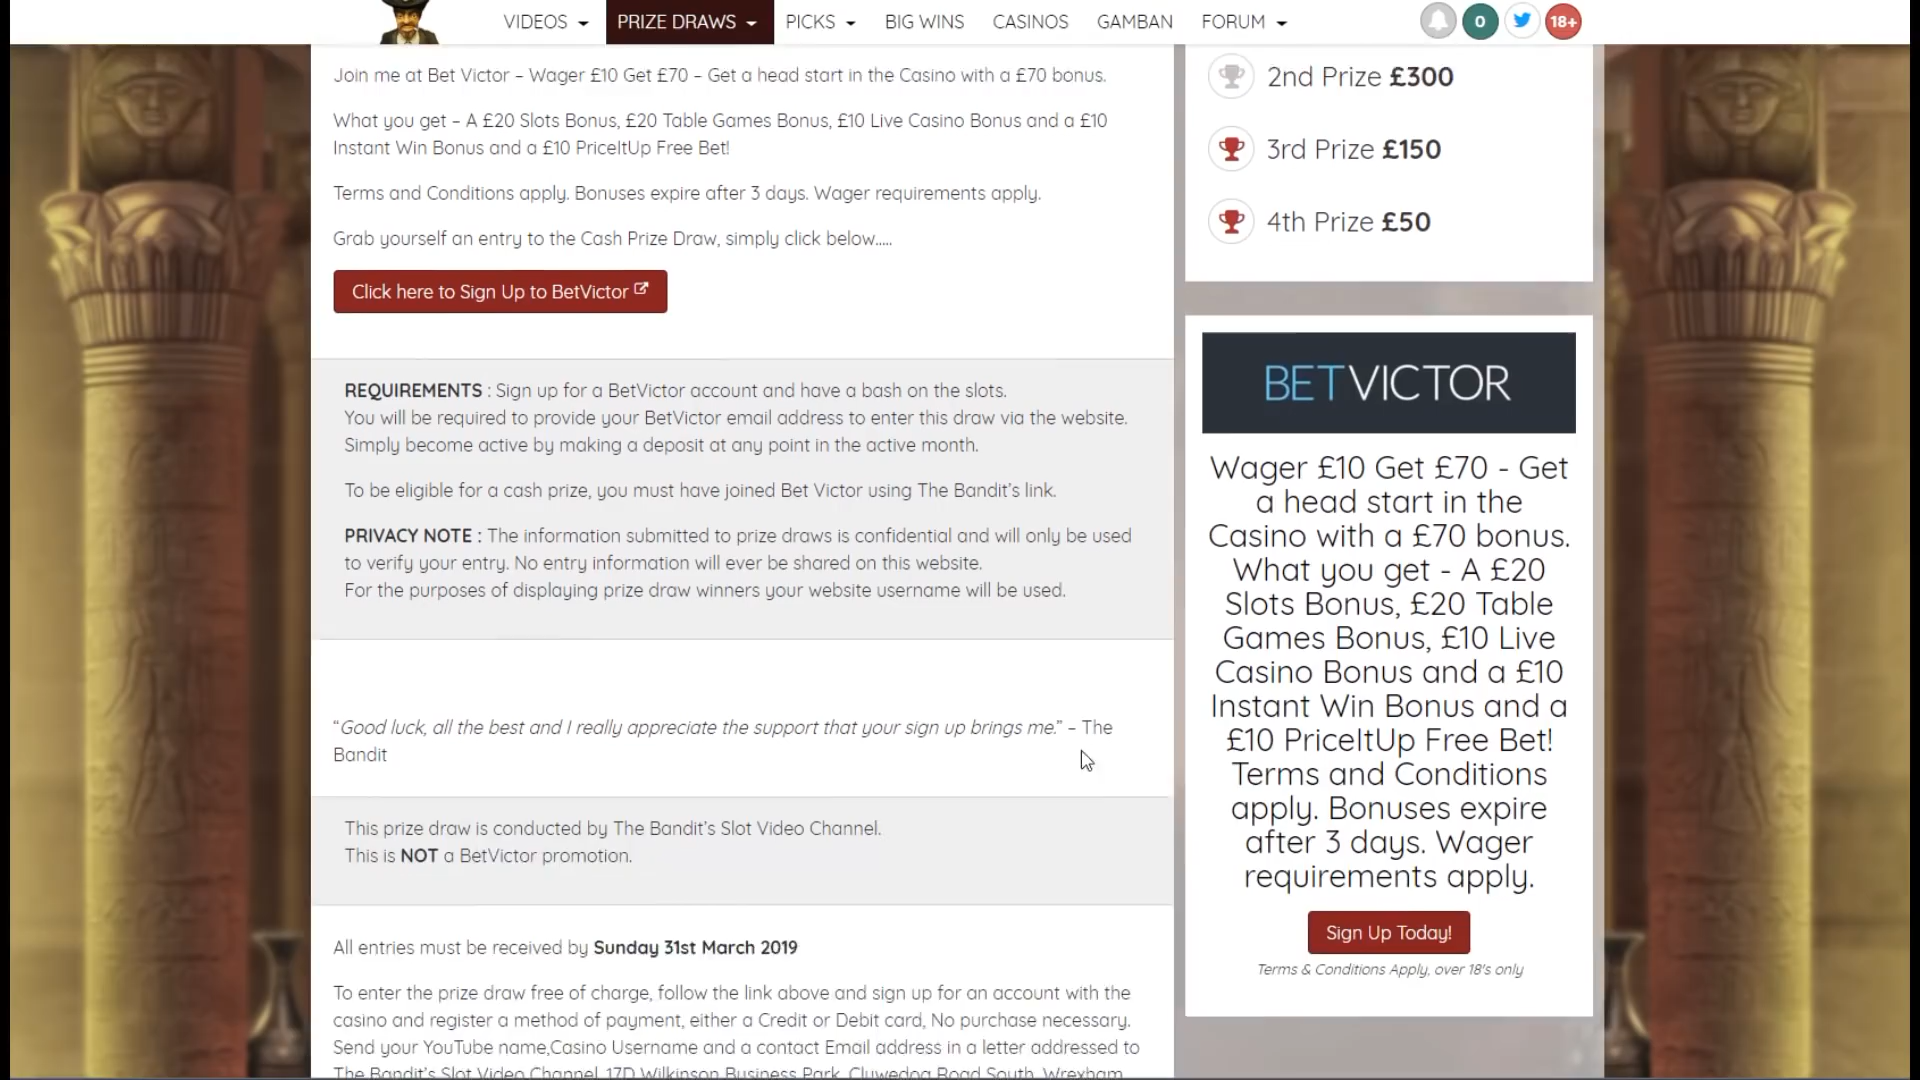 VIDEOS
PRIZE DRAWS
PICKS
BIG WINS
CASINOS
GAMBAN
FORUM
0
18+
Join me at Bet Victor – Wager £10 Get £70 – Get a head start in the Casino with a £70 bonus.
What you get – A £20 Slots Bonus, £20 Table Games Bonus, £10 Live Casino Bonus and a £10
Instant Win Bonus and a £10 PriceItUp Free Bet!
Terms and Conditions apply. Bonuses expire after 3 days. Wager requirements apply.
Grab yourself an entry to the Cash Prize Draw, simply click below.....
Click here to Sign Up to BetVictor
REQUIREMENTS : Sign up for a BetVictor account and have a bash on the slots.
You will be required to provide your BetVictor email address to enter this draw via the website.
Simply become active by making a deposit at any point in the active month.
To be eligible for a cash prize, you must have joined Bet Victor using The Bandit's link.
PRIVACY NOTE : The information submitted to prize draws is confidential and will only be used
to verify your entry. No entry information will ever be shared on this website.
For the purposes of displaying prize draw winners your website username will be used.
“Good luck, all the best and I really appreciate the support that your sign up brings me.” – The
Bandit
This prize draw is conducted by The Bandit's Slot Video Channel.
This is NOT a BetVictor promotion.
All entries must be received by Sunday 31st March 2019
To enter the prize draw free of charge, follow the link above and sign up for an account with the
casino and register a method of payment, either a Credit or Debit card, No purchase necessary.
Send your YouTube name,Casino Username and a contact Email address in a letter addressed to
The Bandit's Slot Video Channel, 17D Wilkinson Business Park, Clywedog Road South, Wrexham
2nd Prize £300
3rd Prize £150
4th Prize £50
BETVICTOR
Wager £10 Get £70 - Get
a head start in the
Casino with a £70 bonus.
What you get - A £20
Slots Bonus, £20 Table
Games Bonus, £10 Live
Casino Bonus and a £10
Instant Win Bonus and a
£10 PriceItUp Free Bet!
Terms and Conditions
apply. Bonuses expire
after 3 days. Wager
requirements apply.
Sign Up Today!
Terms & Conditions Apply, over 18's only